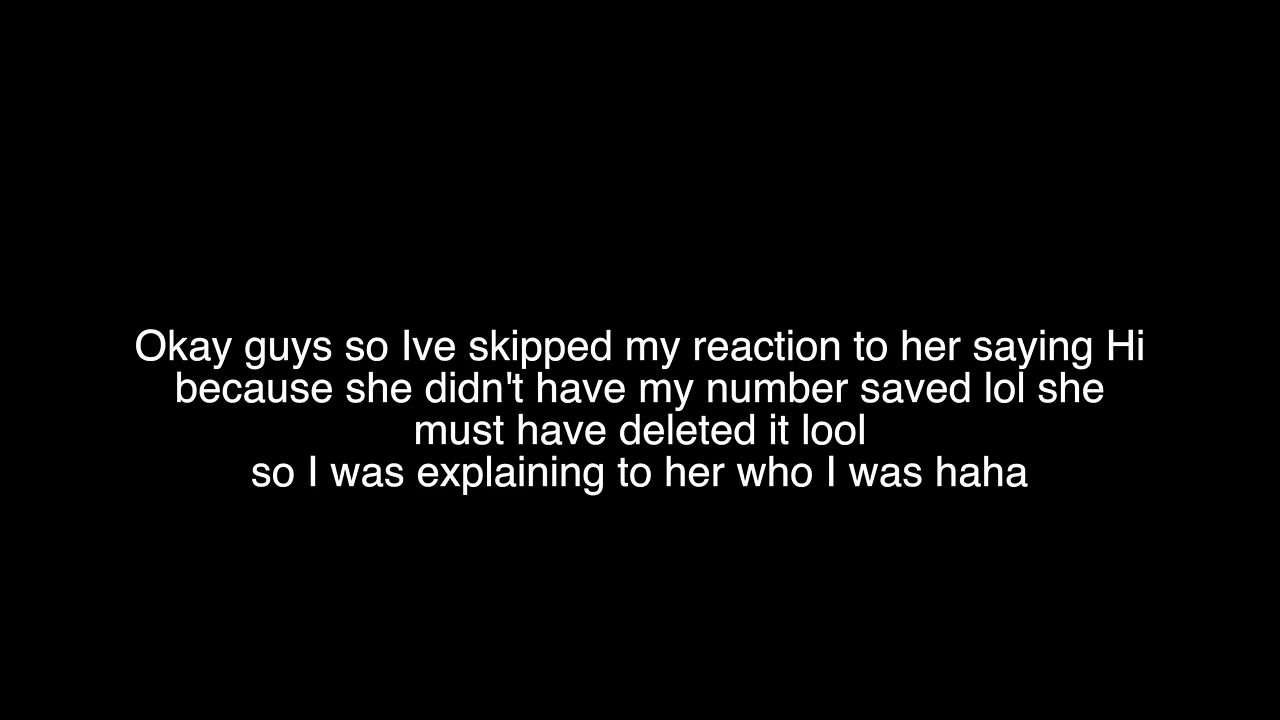 Okay guys so Ive skipped my reaction to her saying Hi
because she didn't have my number saved lol she
must have deleted it lool
so I was explaining to her who I was haha